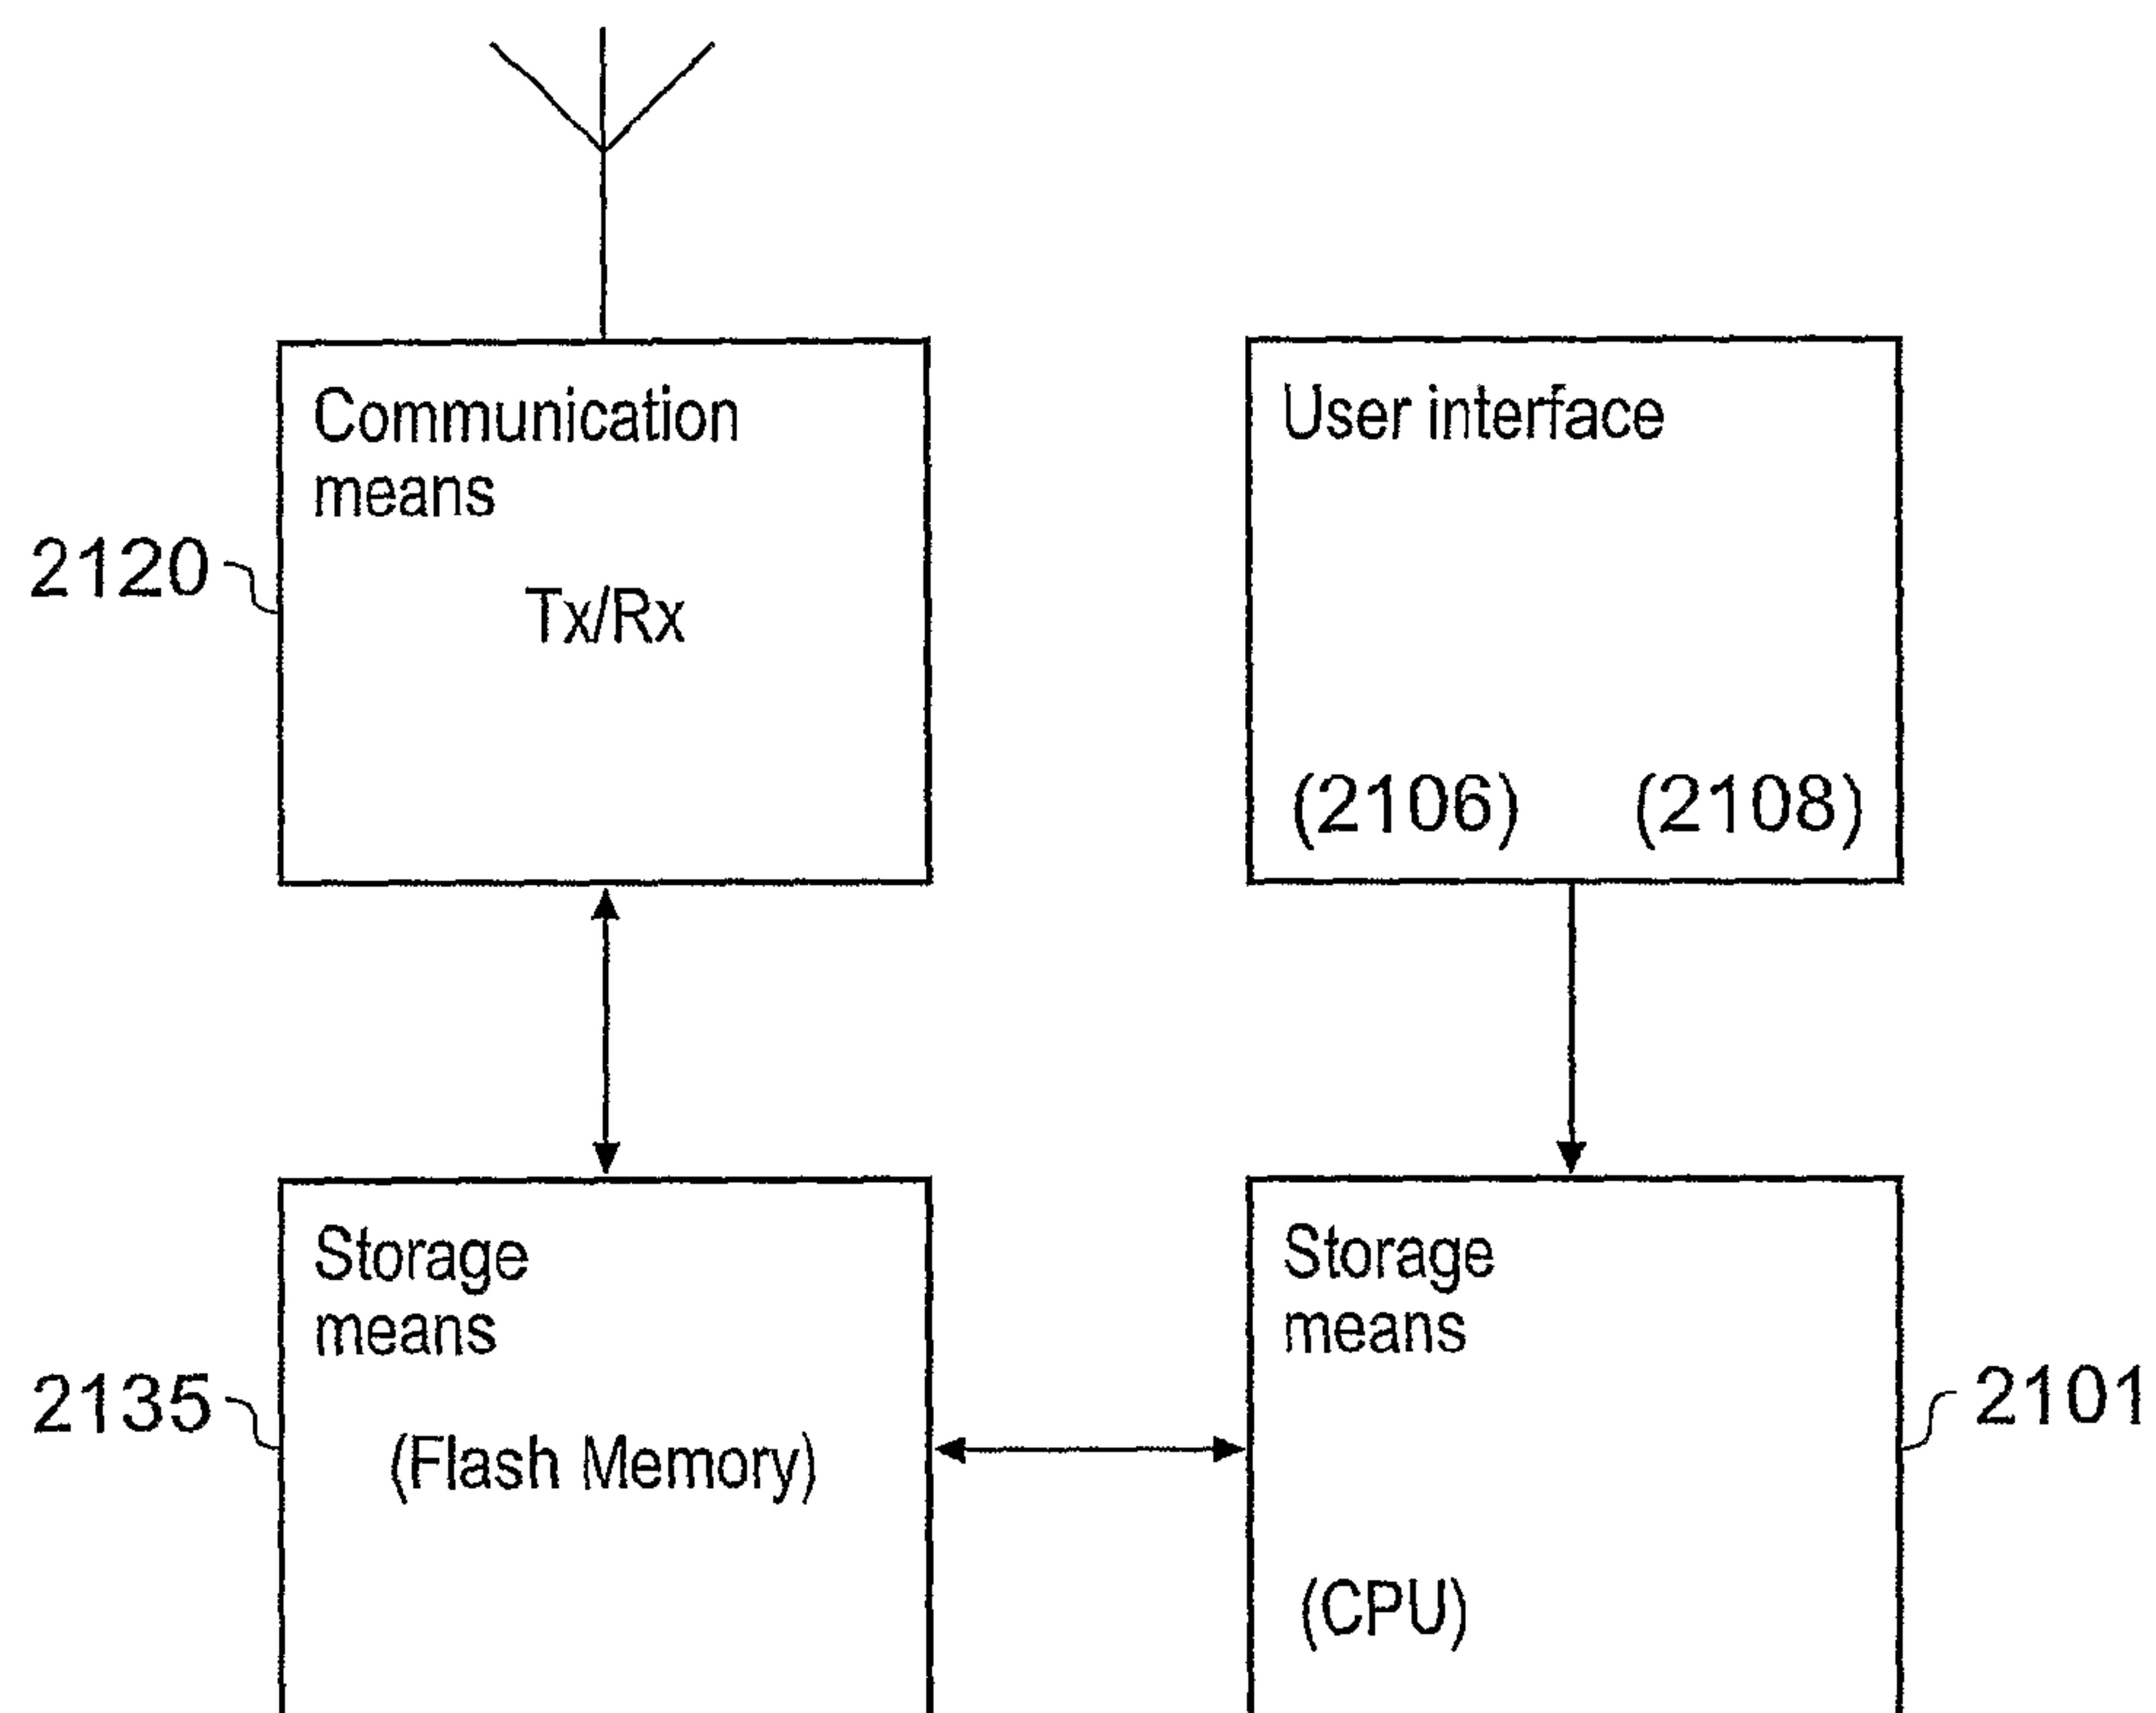 Communication
means
2120
Tx/Rx
User interface
(2106) (2108)
Storage
means
2135
(Flash Memory)
Storage
means
2101
(CPU)